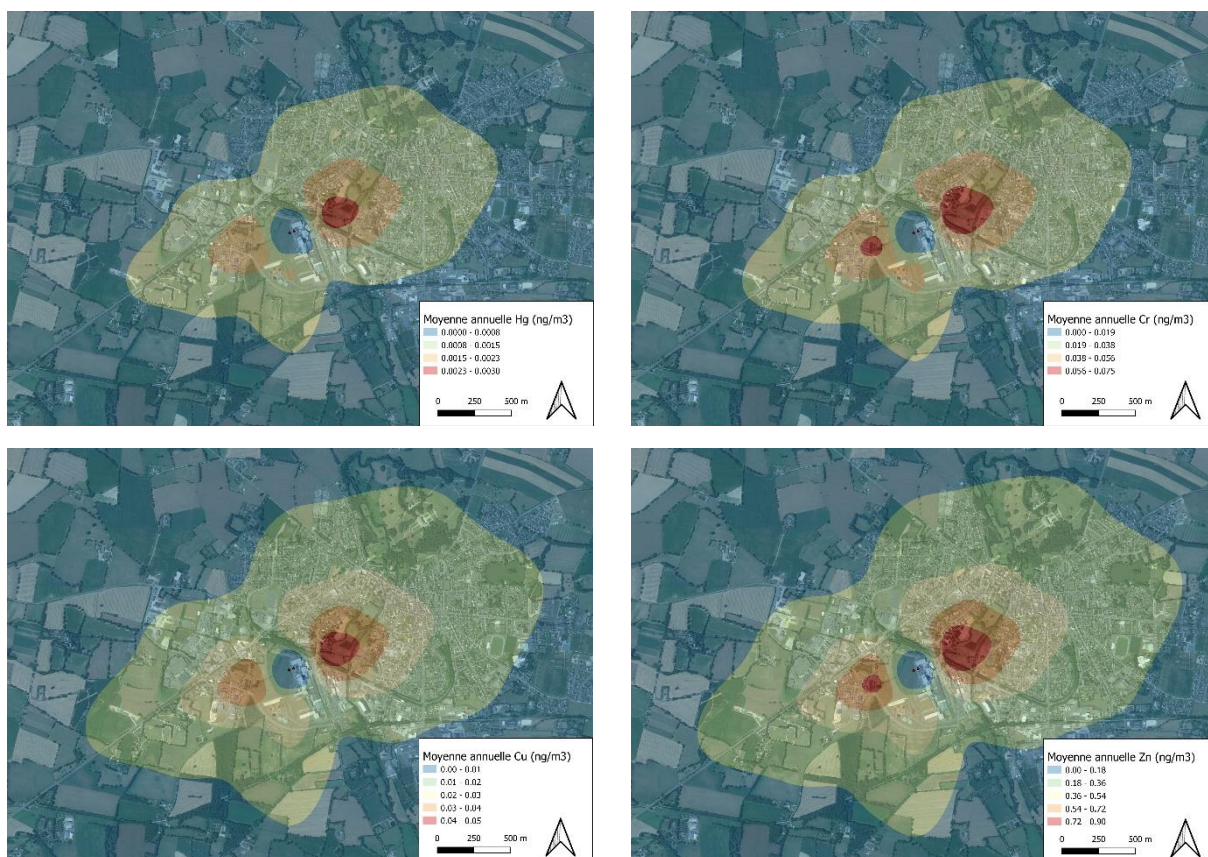 Moyenne annuelle Hg (ng/m3)
0.0000 - 0.0008
0.0008 - 0.0015
0.0015 - 0.0023
0.0023 - 0.0030
0 250 500 m
Moyenne annuelle Cr (ng/m3)
0.000 - 0.019
0.019 - 0.038
0.038 - 0.056
0.056 - 0.075
0 250 500 m
Moyenne annuelle Cu (ng/m3)
0.00 - 0.01
0.01 - 0.02
0.02 - 0.03
0.03 - 0.04
0.04 - 0.05
0 250 500 m
Moyenne annuelle Zn (ng/m3)
0.00 - 0.18
0.18 - 0.36
0.36 - 0.54
0.54 - 0.72
0.72 - 0.90
0 250 500 m